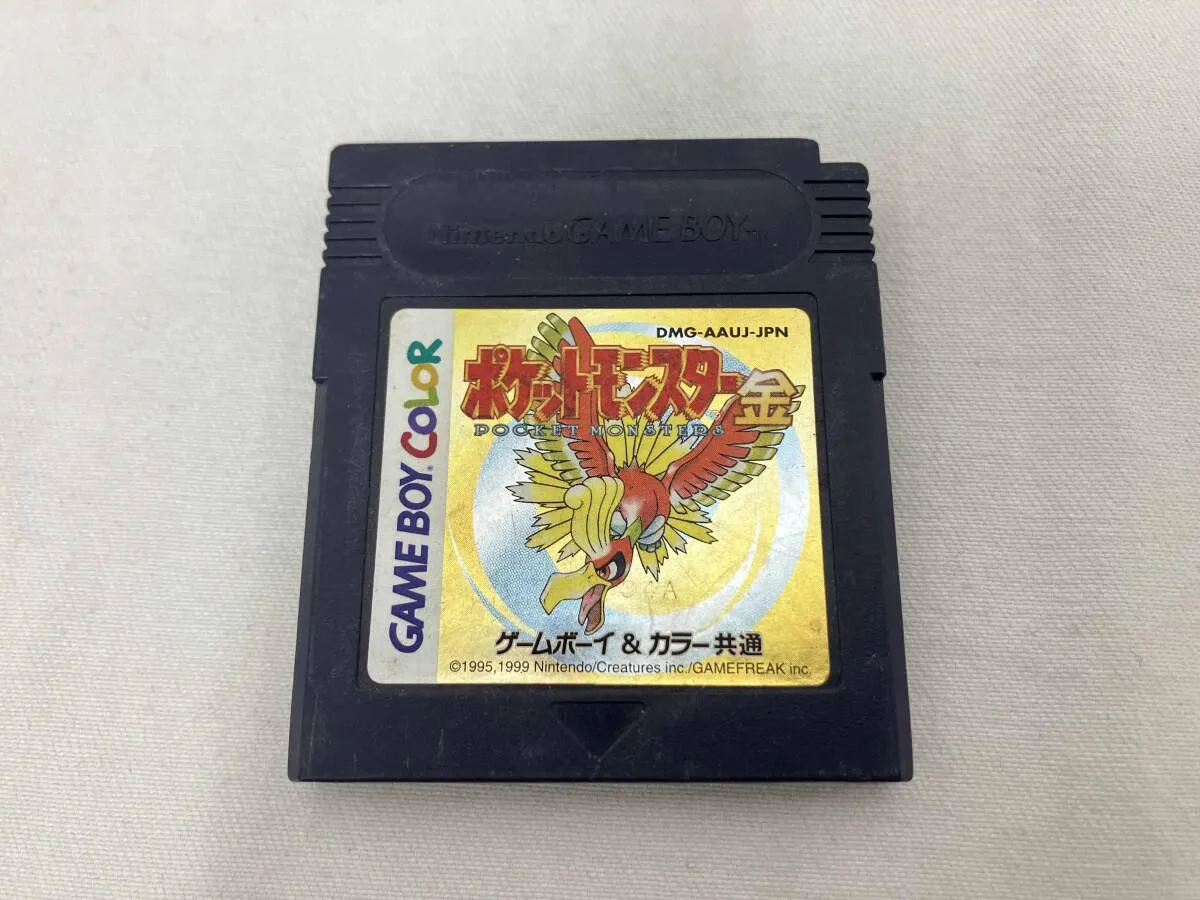 Nintendo GAME BOY TM
DMG-AAUJ-JPN
ポケットモンスター金
POCKET MONSTERS
GAME BOY COLOR
ゲームボーイ & カラー共通
©1995,1999 Nintendo/Creatures inc./GAMEFREAK inc.